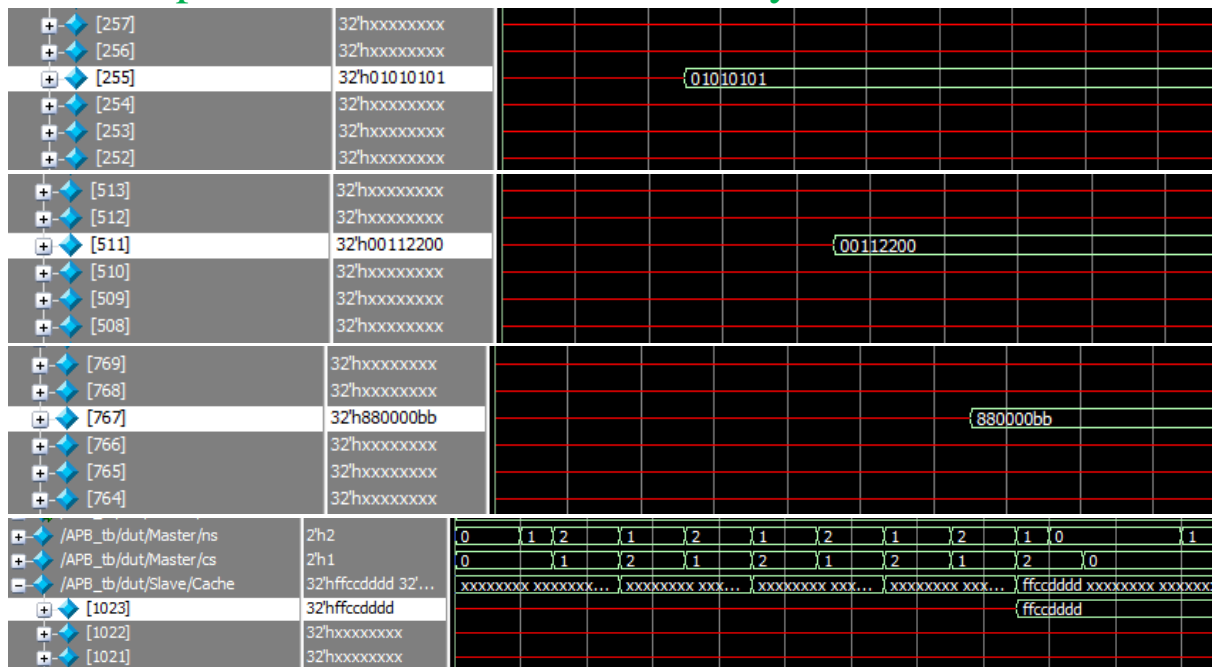 [257] 32'hxxxxxxxx
[256] 32'hxxxxxxxx
[255] 32'h01010101 01010101
[254] 32'hxxxxxxxx
[253] 32'hxxxxxxxx
[252] 32'hxxxxxxxx
[513] 32'hxxxxxxxx
[512] 32'hxxxxxxxx
[511] 32'h00112200 00112200
[510] 32'hxxxxxxxx
[509] 32'hxxxxxxxx
[508] 32'hxxxxxxxx
[769] 32'hxxxxxxxx
[768] 32'hxxxxxxxx
[767] 32'h880000bb 880000bb
[766] 32'hxxxxxxxx
[765] 32'hxxxxxxxx
[764] 32'hxxxxxxxx
/APB_tb/dut/Master/ns 2'h2 0 1 2 1 2 1 2 1 2 1 0 1
/APB_tb/dut/Master/cs 2'h1 0 1 2 1 2 1 2 1 2 0
/APB_tb/dut/Slave/Cache 32'hffccdddd 32'... xxxxxxxx xxxxxxx... xxxxxxxx xxx... xxxxxxxx xxx... xxxxxxxx xxx... ffccdddd xxxxxxxx xxxxxxx
[1023] 32'hffccdddd ffccdddd
[1022] 32'hxxxxxxxx
[1021] 32'hxxxxxxxx